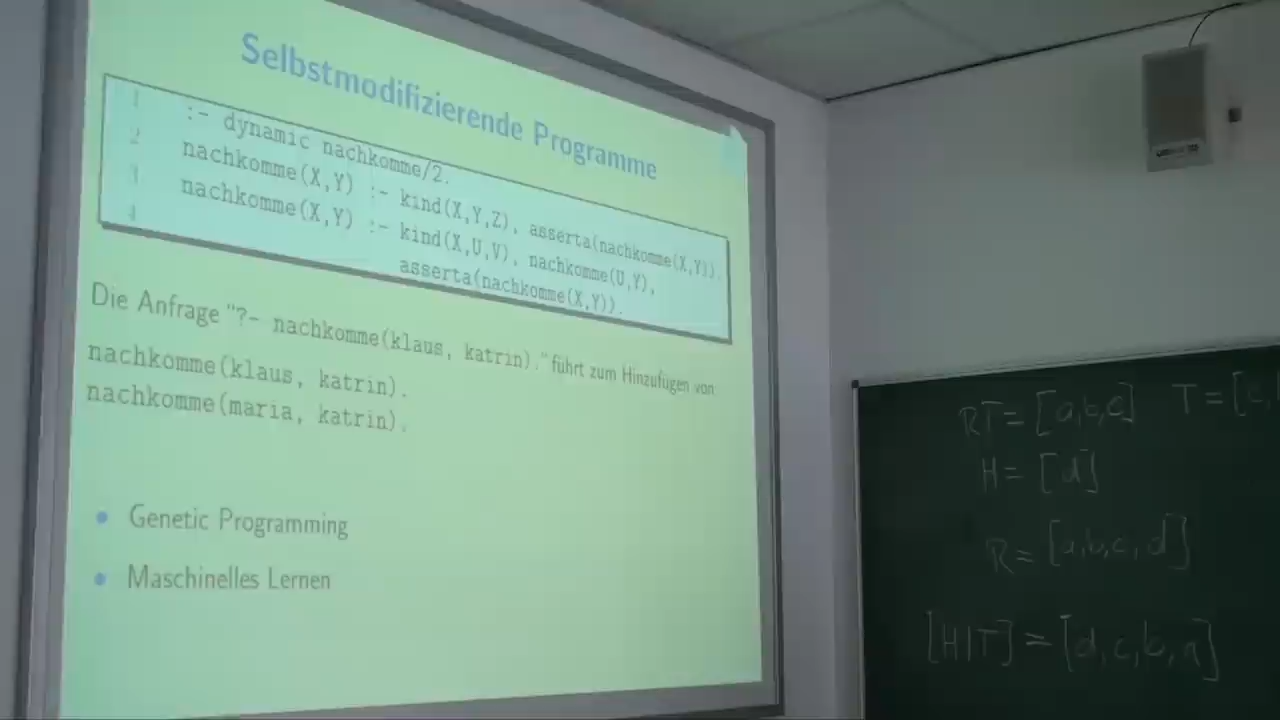 Selbstmodifizierende Programme
1 :- dynamic nachkomme/2.
2 nachkomme(X,Y) :- kind(X,Y,Z), asserta(nachkomme(X,Y)).
3 nachkomme(X,Y) :- kind(X,U,V), nachkomme(U,Y),
4 asserta(nachkomme(X,Y)).
Die Anfrage "?- nachkomme(klaus, katrin)." führt zum Hinzufügen von
nachkomme(klaus, katrin).
nachkomme(maria, katrin).
• Genetic Programming
• Maschinelles Lernen
RT=[a,b,c] T=[c,
H=[d]
R=[a,b,c,d]
[H|T]=[d,c,b,a]